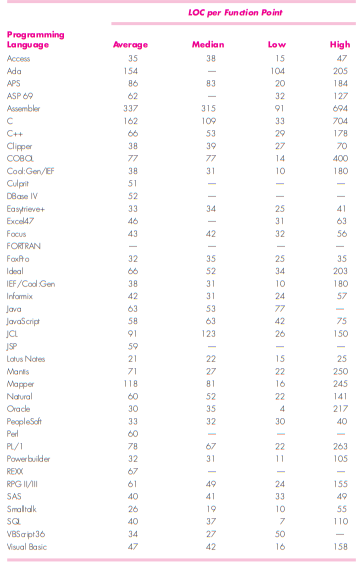 LOC per Function Point
Programming
Language Average Median Low High
Access 35 38 15 47
Ada 154 — 104 205
APS 86 83 20 184
ASP 69 62 — 32 127
Assembler 337 315 91 694
C 162 109 33 704
C++ 66 53 29 178
Clipper 38 39 27 70
COBOL 77 77 14 400
Cool:Gen/IEF 38 31 10 180
Culprit 51 — — —
DBase IV 52 — — —
Easytrieve+ 33 34 25 41
Excel47 46 — 31 63
Focus 43 42 32 56
FORTRAN — — — —
FoxPro 32 35 25 35
Ideal 66 52 34 203
IEF/Cool:Gen 38 31 10 180
Informix 42 31 24 57
Java 63 53 77 —
JavaScript 58 63 42 75
JCL 91 123 26 150
JSP 59 — — —
Lotus Notes 21 22 15 25
Mantis 71 27 22 250
Mapper 118 81 16 245
Natural 60 52 22 141
Oracle 30 35 4 217
PeopleSoft 33 32 30 40
Perl 60 — — —
PL/1 78 67 22 263
Powerbuilder 32 31 11 105
REXX 67 — — —
RPG II/III 61 49 24 155
SAS 40 41 33 49
Smalltalk 26 19 10 55
SQL 40 37 7 110
VBScript36 34 27 50 —
Visual Basic 47 42 16 158